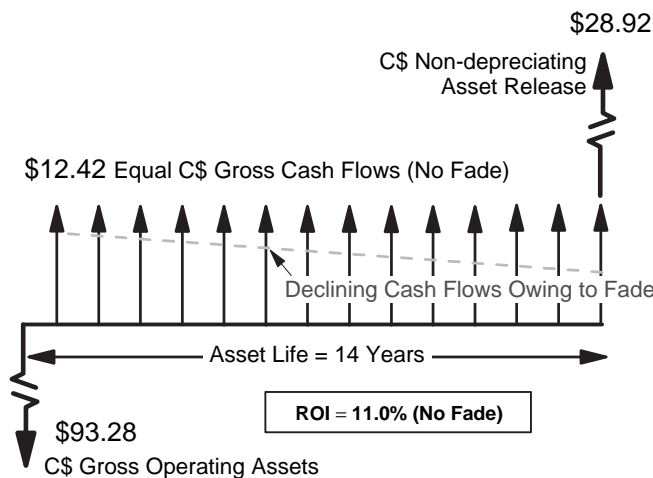 $28.92
C$ Non-depreciating
Asset Release
$12.42 Equal C$ Gross Cash Flows (No Fade)
Declining Cash Flows Owing to Fade
Asset Life = 14 Years
ROI = 11.0% (No Fade)
$93.28
C$ Gross Operating Assets